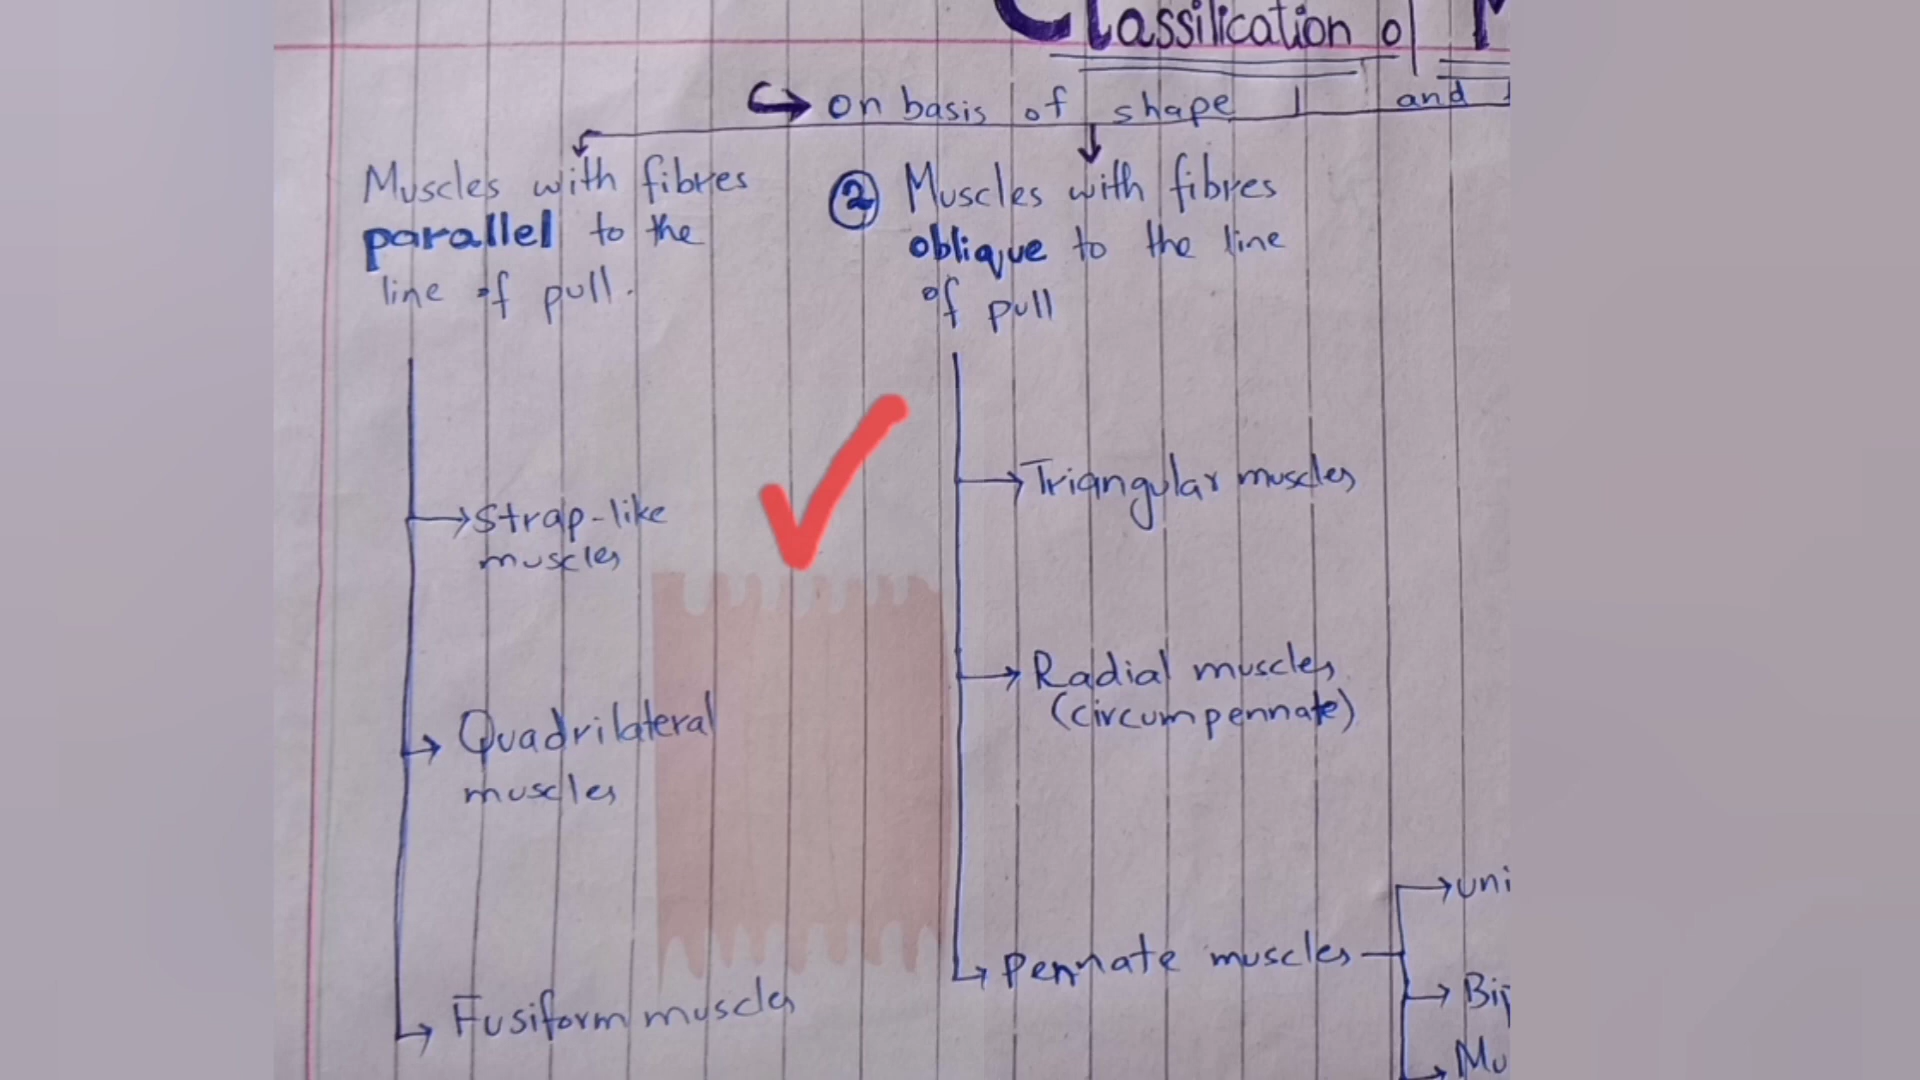 Classification of M
on basis of shape and
Muscles with fibres
parallel to the
line of pull.
Strap-like
muscles
Quadrilateral
muscles
Fusiform muscles
② Muscles with fibres
oblique to the line
of pull
Triangular muscles
Radial muscles
(circumpennate)
Pennate muscles
uni
Bip
Mu